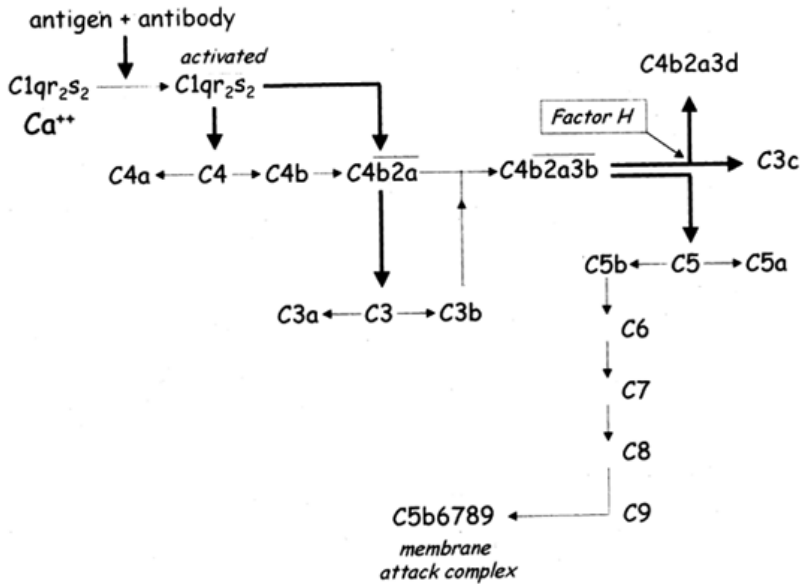 antigen + antibody
activated
C1qr₂s₂
C1qr₂s₂
Ca⁺⁺
C4b2a3d
Factor H
C4a
C4
C4b
C4b2a
C4b2a3b
C3c
C5b
C5
C5a
C3a
C3
C3b
C6
C7
C8
C9
C5b6789
membrane
attack complex